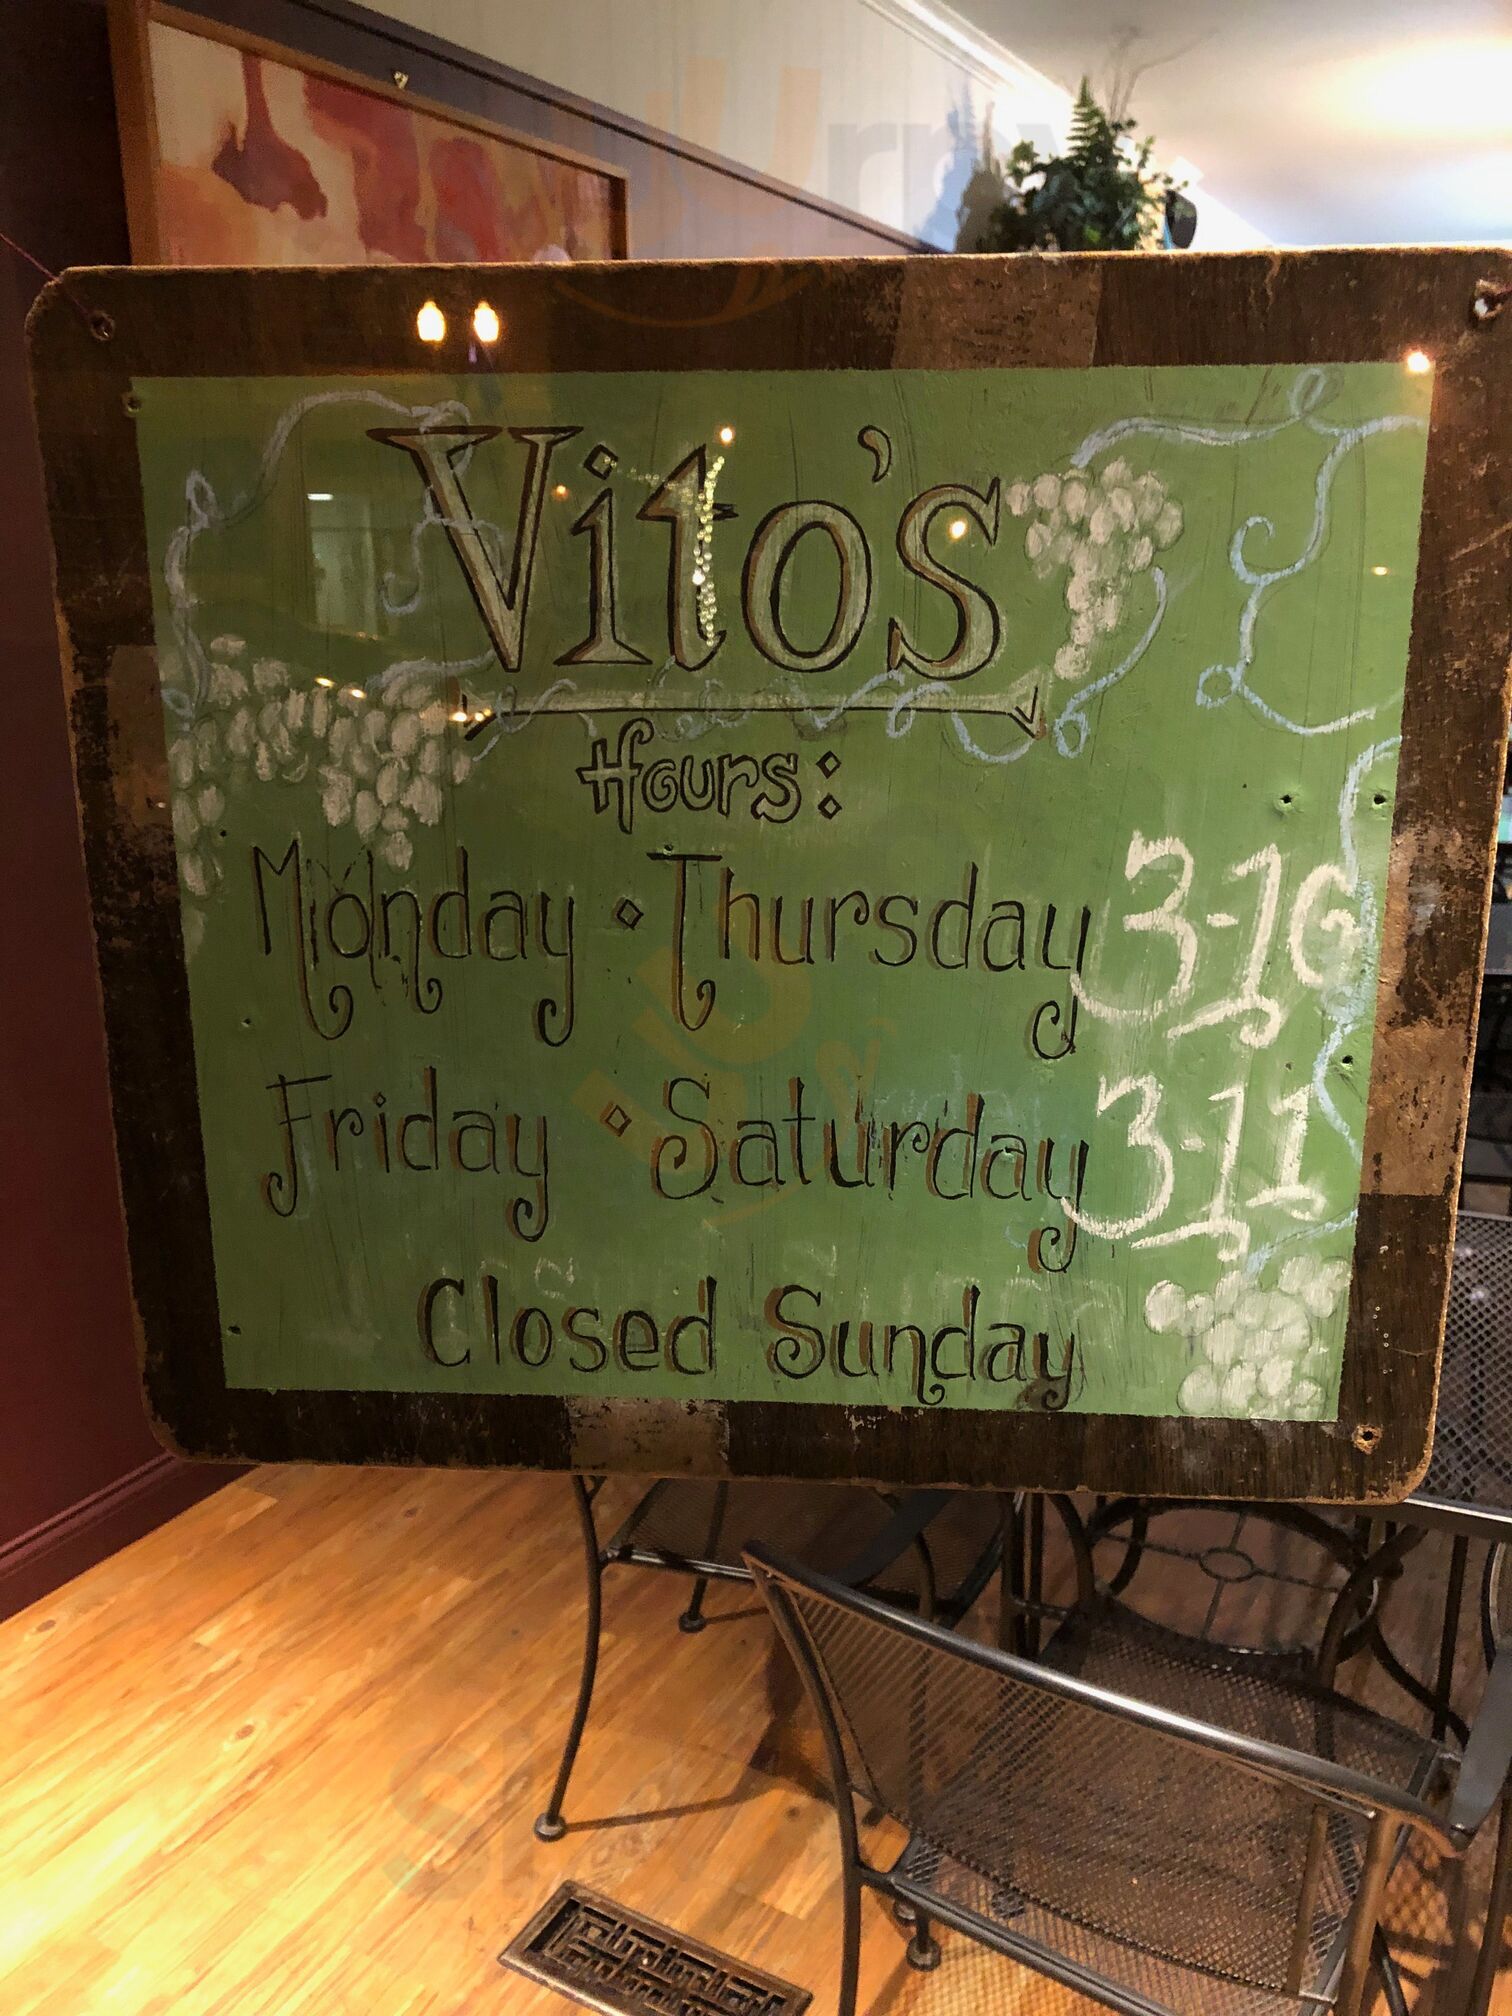 Vito's
Hours:
Monday • Thursday 3-10
Friday • Saturday 3-11
Closed Sunday